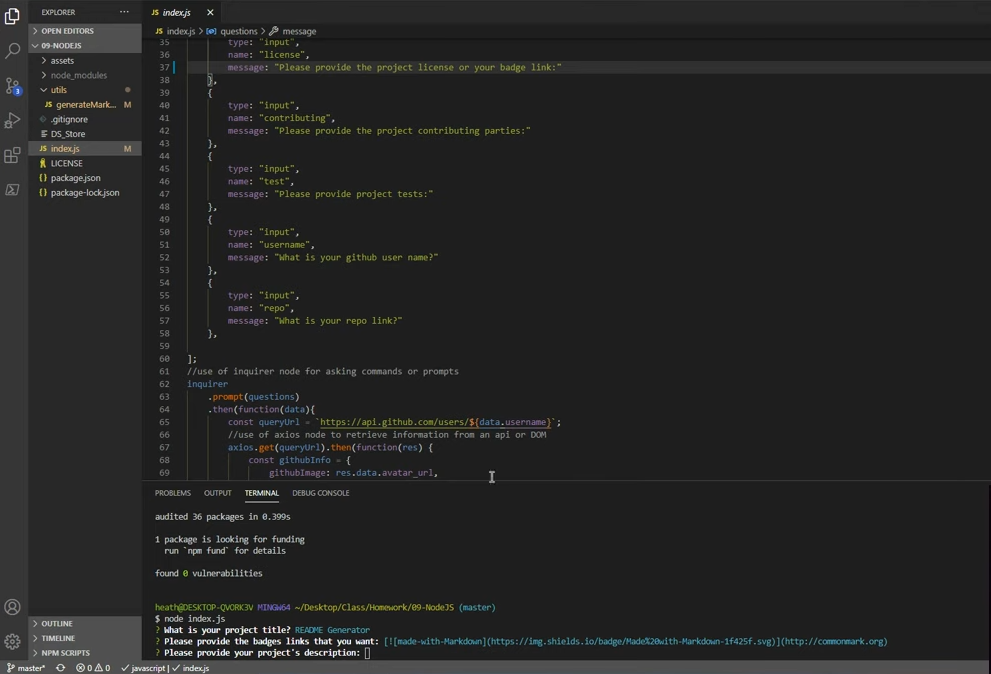 EXPLORER
···
OPEN EDITORS
09-NODEJS
assets
node_modules
utils
JS generateMark... M
.gitignore
DS_Store
JS index.js M
LICENSE
{} package.json
{} package-lock.json
OUTLINE
TIMELINE
NPM SCRIPTS
3
JS index.js ×
JS index.js > questions > message
35 type: "input",
36 name: "license",
37 message: "Please provide the project license or your badge link:"
38 },
39 {
40 type: "input",
41 name: "contributing",
42 message: "Please provide the project contributing parties:"
43 },
44 {
45 type: "input",
46 name: "test",
47 message: "Please provide project tests:"
48 },
49 {
50 type: "input",
51 name: "username",
52 message: "What is your github user name?"
53 },
54 {
55 type: "input",
56 name: "repo",
57 message: "What is your repo link?"
58 },
59
60 ];
61 //use of inquirer node for asking commands or prompts
62 inquirer
63 .prompt(questions)
64 .then(function(data){
65 const queryUrl = `https://api.github.com/users/${data.username}`;
66 //use of axios node to retrieve information from an api or DOM
67 axios.get(queryUrl).then(function(res) {
68 const githubInfo = {
69 githubImage: res.data.avatar_url,
PROBLEMS OUTPUT TERMINAL DEBUG CONSOLE
audited 36 packages in 0.399s
1 package is looking for funding
run `npm fund` for details
found 0 vulnerabilities
heath@DESKTOP-QVORK3V MINGW64 ~/Desktop/Class/Homework/09-NodeJS (master)
$ node index.js
? What is your project title? README Generator
? Please provide the badges links that you want: [![made-with-Markdown](https://img.shields.io/badge/Made%20with-Markdown-1f425f.svg)](http://commonmark.org)
? Please provide your project's description:
master* 0 0 javascript | index.js